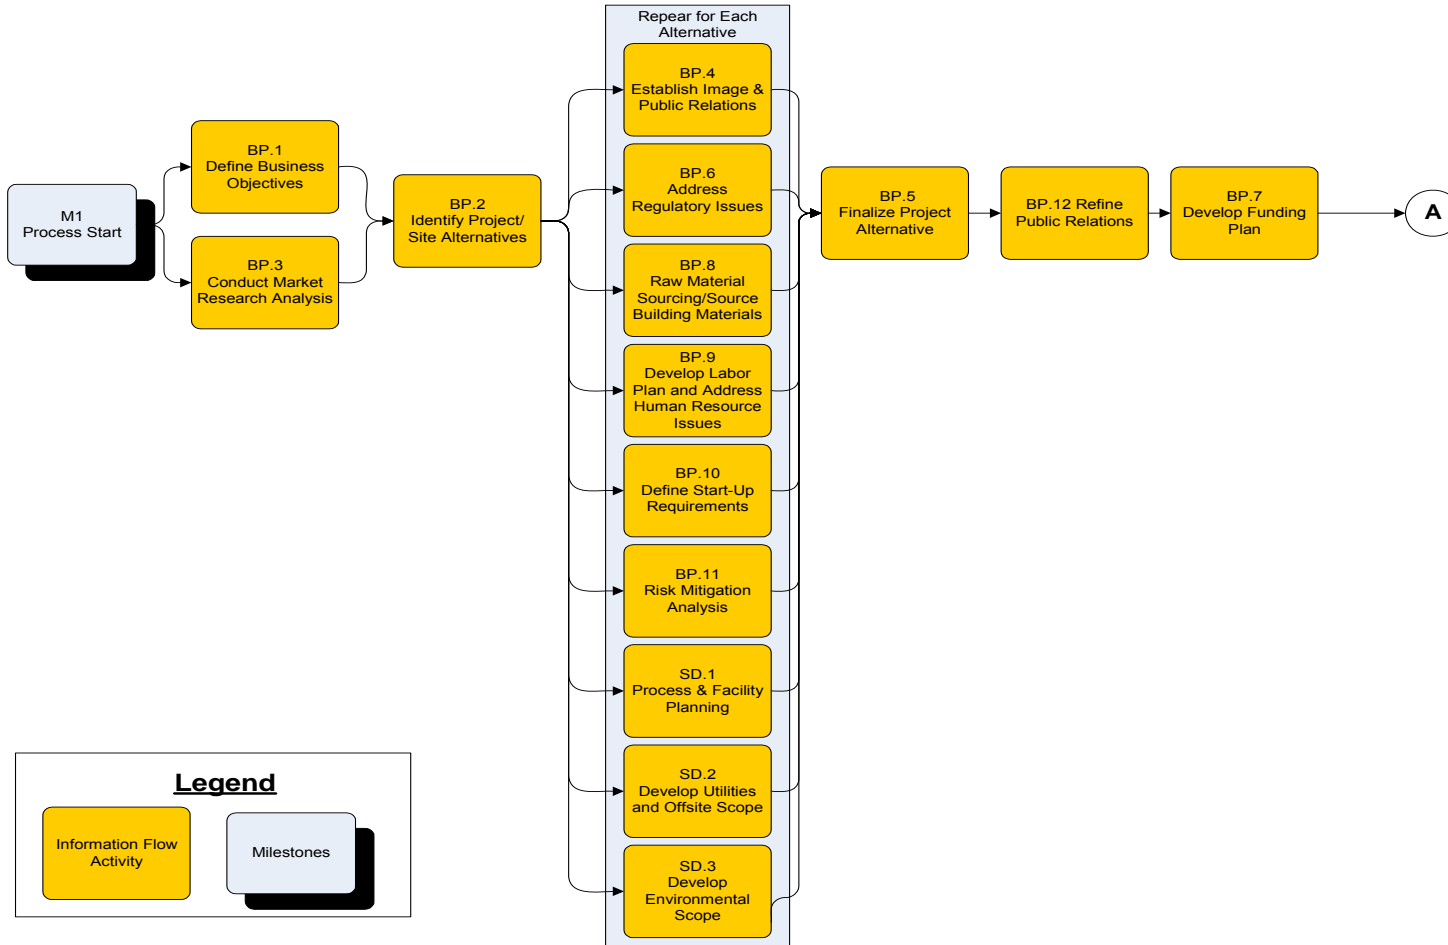 Repear for Each
Alternative
BP.4
Establish Image &
Public Relations
BP.1
Define Business
Objectives
BP.6
Address
Regulatory Issues
M1
Process Start
BP.2
Identify Project/
Site Alternatives
BP.5
Finalize Project
Alternative
BP.12 Refine
Public Relations
BP.7
Develop Funding
Plan
A
BP.3
Conduct Market
Research Analysis
BP.8
Raw Material
Sourcing/Source
Building Materials
BP.9
Develop Labor
Plan and Address
Human Resource
Issues
BP.10
Define Start-Up
Requirements
BP.11
Risk Mitigation
Analysis
SD.1
Process & Facility
Planning
SD.2
Develop Utilities
and Offsite Scope
SD.3
Develop
Environmental
Scope
Legend
Information Flow
Activity
Milestones